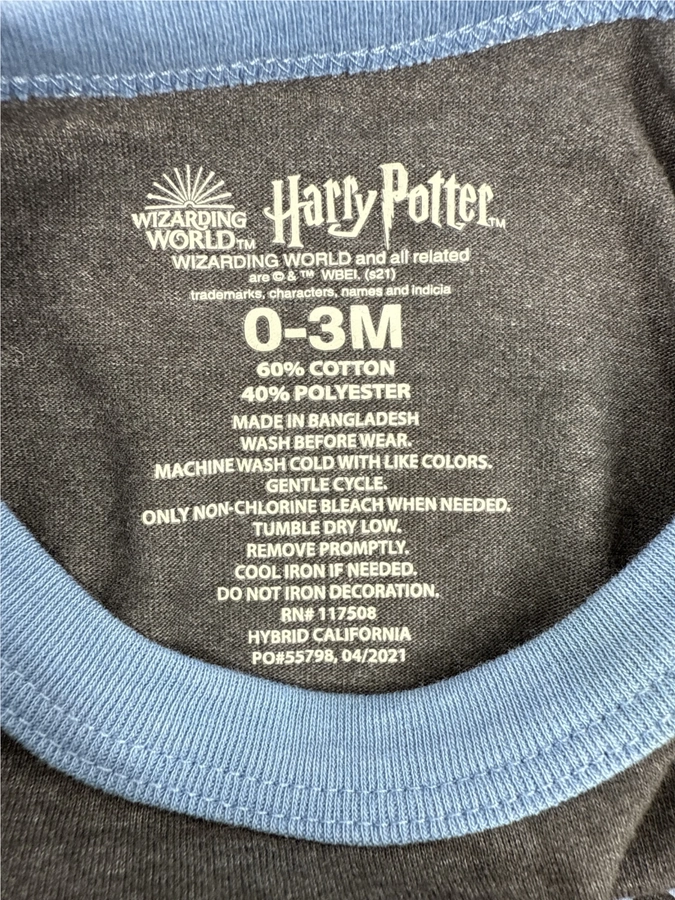 WIZARDING
WORLD™
Harry Potter™
WIZARDING WORLD and all related
are © & ™ WBEI. (s21)
trademarks, characters, names and indicia
0-3M
60% COTTON
40% POLYESTER
MADE IN BANGLADESH
WASH BEFORE WEAR.
MACHINE WASH COLD WITH LIKE COLORS.
GENTLE CYCLE.
ONLY NON-CHLORINE BLEACH WHEN NEEDED.
TUMBLE DRY LOW.
REMOVE PROMPTLY.
COOL IRON IF NEEDED.
DO NOT IRON DECORATION.
RN# 117508
HYBRID CALIFORNIA
PO#55798, 04/2021